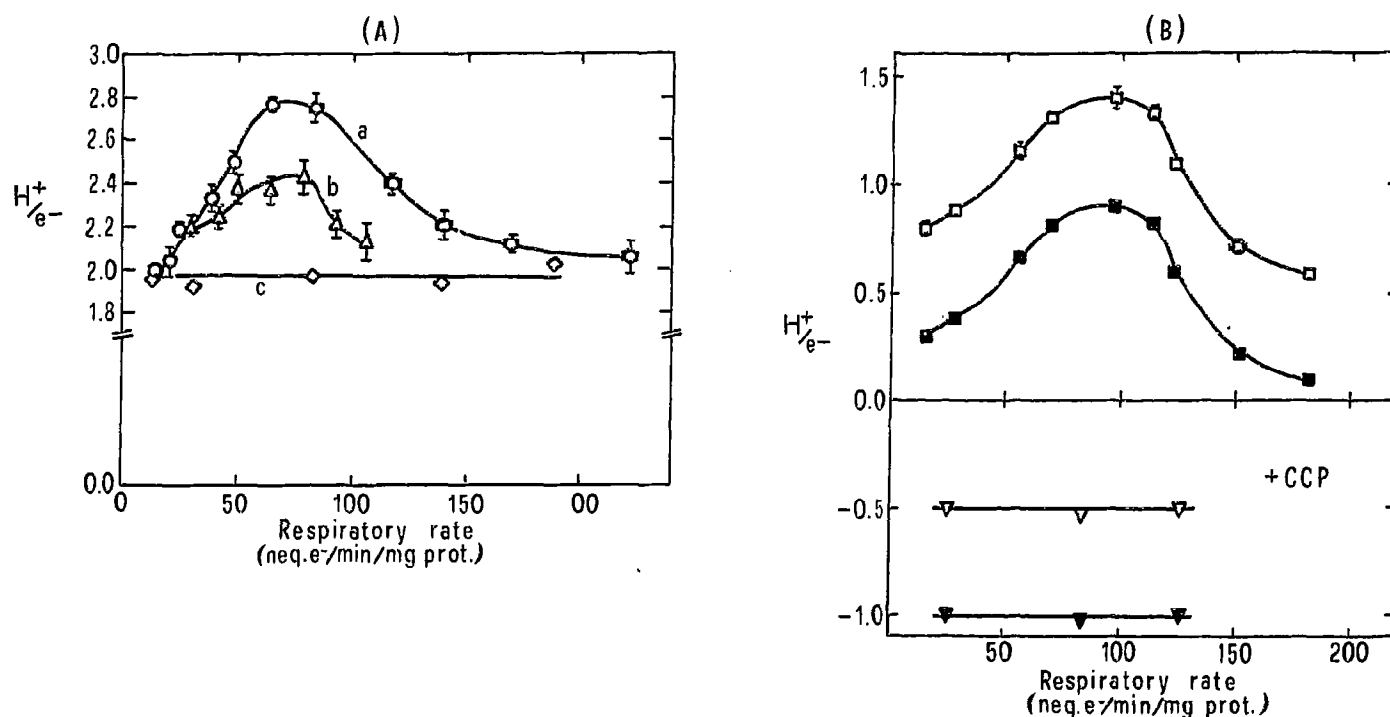 (A)
3.0
2.8
2.6
2.4
2.2
2.0
1.8
0.0
H+/e−
a
b
c
0
50
100
150
00
Respiratory rate
(neq.e-/min/mg prot.)
(B)
1.5
1.0
0.5
0.0
−0.5
−1.0
H+/e−
+CCP
50
100
150
200
Respiratory rate
(neq.e-/min/mg prot.)